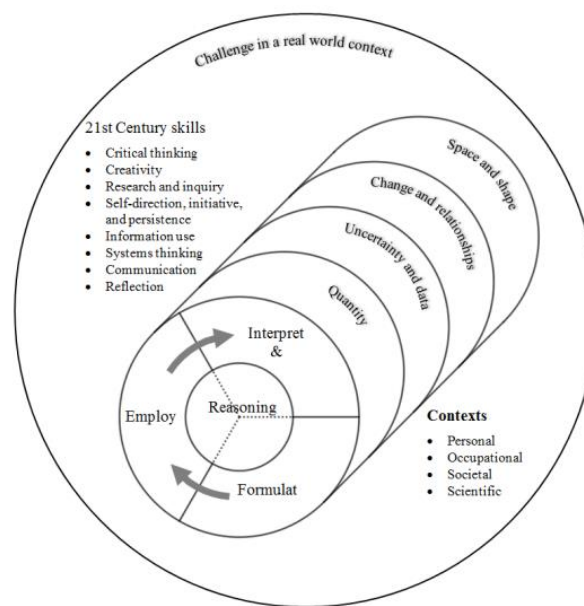 Challenge in a real world context
21st Century skills
• Critical thinking
• Creativity
• Research and inquiry
• Self-direction, initiative,
and persistence
• Information use
• Systems thinking
• Communication
• Reflection
Space and shape
Change and relationships
Uncertainty and data
Quantity
Interpret
&
Employ
Reasoning
Formulat
Contexts
• Personal
• Occupational
• Societal
• Scientific